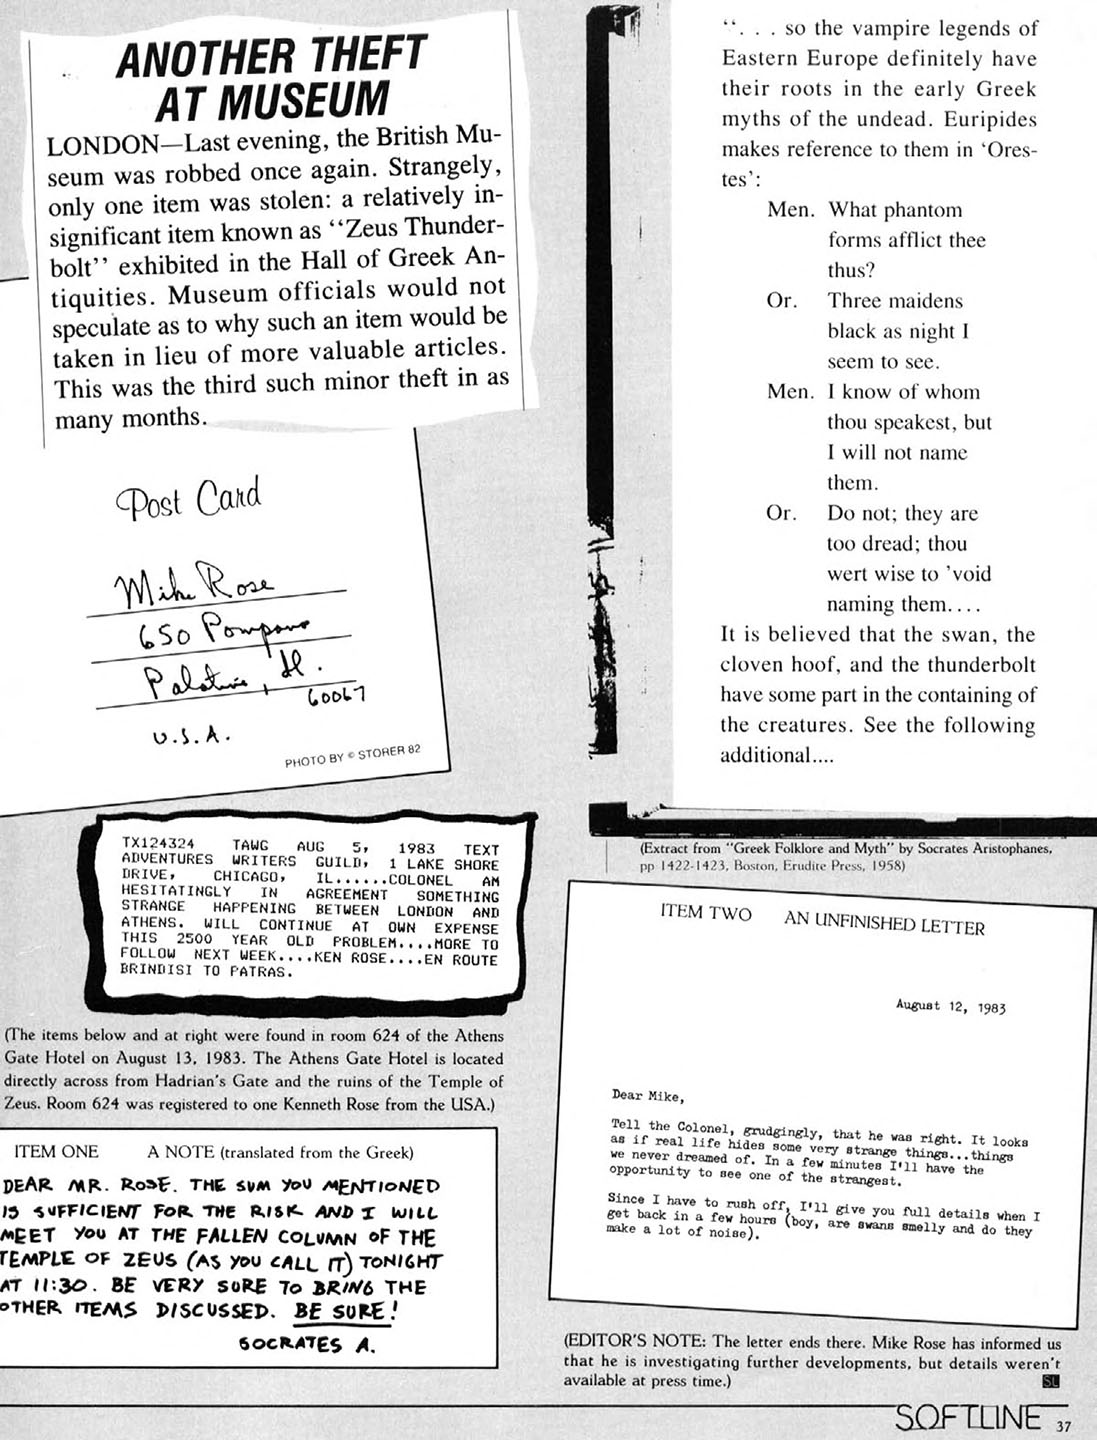 ANOTHER THEFT
AT MUSEUM
LONDON—Last evening, the British Mu-
seum was robbed once again. Strangely,
only one item was stolen: a relatively in-
significant item known as “Zeus Thunder-
bolt” exhibited in the Hall of Greek An-
tiquities. Museum officials would not
speculate as to why such an item would be
taken in lieu of more valuable articles.
This was the third such minor theft in as
many months.
Post Card
Mike Rose
650 Pompano
Palatine, Il.
60067
U.S.A.
PHOTO BY © STORER 82
TX124324 TAWG AUG 5, 1983 TEXT
ADVENTURES WRITERS GUILD, 1 LAKE SHORE
DRIVE, CHICAGO, IL......COLONEL AM
HESITATINGLY IN AGREEMENT SOMETHING
STRANGE HAPPENING BETWEEN LONDON AND
ATHENS. WILL CONTINUE AT OWN EXPENSE
THIS 2500 YEAR OLD PROBLEM....MORE TO
FOLLOW NEXT WEEK....KEN ROSE....EN ROUTE
BRINDISI TO PATRAS.
(The items below and at right were found in room 624 of the Athens
Gate Hotel on August 13, 1983. The Athens Gate Hotel is located
directly across from Hadrian's Gate and the ruins of the Temple of
Zeus. Room 624 was registered to one Kenneth Rose from the USA.)
ITEM ONE A NOTE (translated from the Greek)
DEAR MR. ROSE. THE SUM YOU MENTIONED
IS SUFFICIENT FOR THE RISK AND I WILL
MEET YOU AT THE FALLEN COLUMN OF THE
TEMPLE OF ZEUS (AS YOU CALL IT) TONIGHT
AT 11:30. BE VERY SURE TO BRING THE
OTHER ITEMS DISCUSSED. BE SURE!
SOCRATES A.
“. . . so the vampire legends of
Eastern Europe definitely have
their roots in the early Greek
myths of the undead. Euripides
makes reference to them in ‘Ores-
tes’:
Men. What phantom
forms afflict thee
thus?
Or. Three maidens
black as night I
seem to see.
Men. I know of whom
thou speakest, but
I will not name
them.
Or. Do not; they are
too dread; thou
wert wise to ’void
naming them....
It is believed that the swan, the
cloven hoof, and the thunderbolt
have some part in the containing of
the creatures. See the following
additional....
(Extract from “Greek Folklore and Myth” by Socrates Aristophanes,
pp 1422-1423, Boston, Erudite Press, 1958)
ITEM TWO AN UNFINISHED LETTER
August 12, 1983
Dear Mike,
Tell the Colonel, grudgingly, that he was right. It looks
as if real life hides some very strange things...things
we never dreamed of. In a few minutes I'll have the
opportunity to see one of the strangest.
Since I have to rush off, I'll give you full details when I
get back in a few hours (boy, are swans smelly and do they
make a lot of noise).
(EDITOR'S NOTE: The letter ends there. Mike Rose has informed us
that he is investigating further developments, but details weren't
available at press time.) SL
SOFTLINE 37